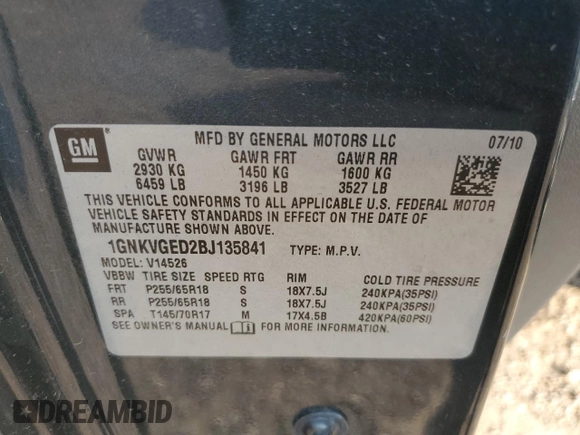 GM
MFD BY GENERAL MOTORS LLC 07/10
GVWR GAWR FRT GAWR RR
2930 KG 1450 KG 1600 KG
6459 LB 3196 LB 3527 LB
THIS VEHICLE CONFORMS TO ALL APPLICABLE U.S. FEDERAL MOTOR
VEHICLE SAFETY STANDARDS IN EFFECT ON THE DATE OF
MANUFACTURE SHOWN ABOVE.
1GNKVGED2BJ135841 TYPE: M.P.V.
MODEL: V14526
VBBW TIRE SIZE SPEED RTG RIM COLD TIRE PRESSURE
FRT P255/65R18 S 18X7.5J 240KPA(35PSI)
RR P255/65R18 S 18X7.5J 240KPA(35PSI)
SPA T145/70R17 M 17X4.5B 420KPA(60PSI)
SEE OWNER'S MANUAL FOR MORE INFORMATION.
DREAMBID